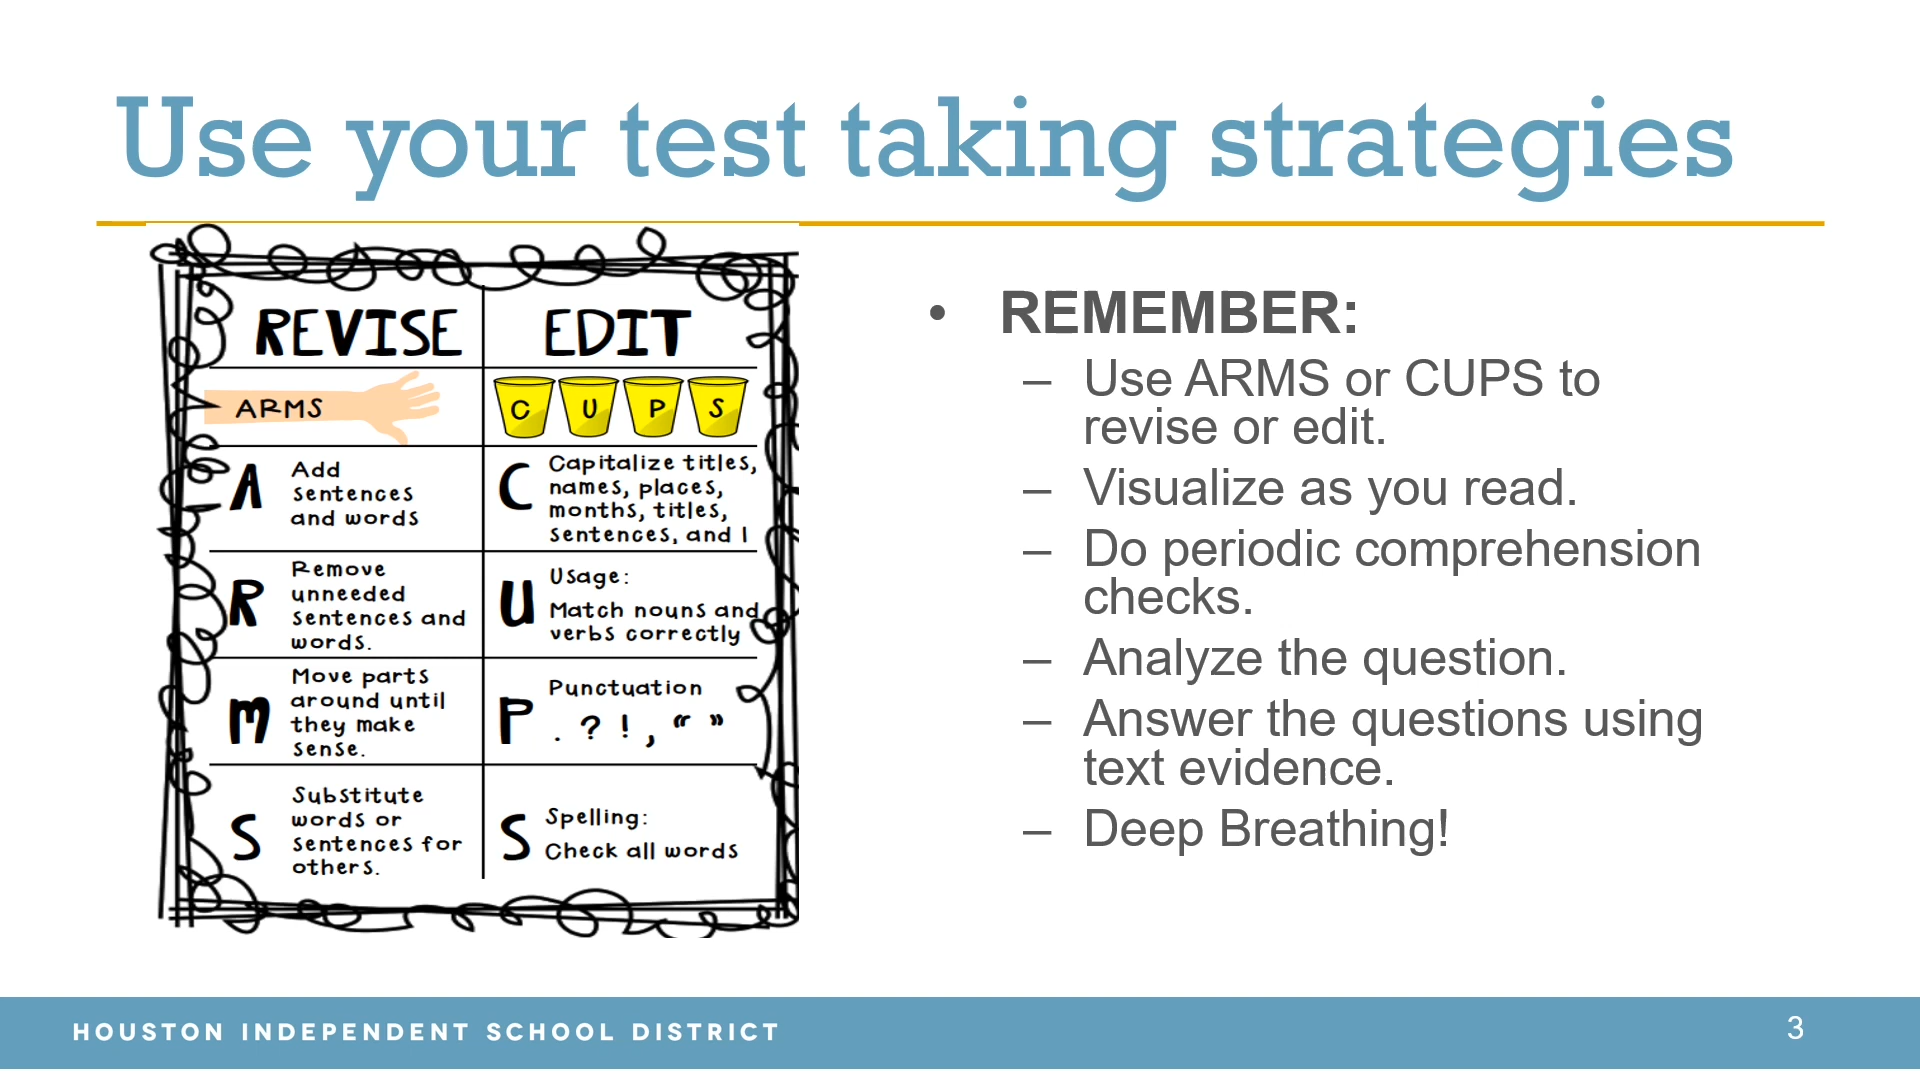 Use your test taking strategies
REVISE
EDIT
ARMS
C U P S
A
Add
sentences
and words
C
Capitalize titles,
names, places,
months, titles,
sentences, and I
R
Remove
unneeded
sentences and
words.
U
Usage:
Match nouns and
verbs correctly
M
Move parts
around until
they make
sense.
P
Punctuation
. ? ! , “ ”
S
Substitute
words or
sentences for
others.
S
Spelling:
Check all words
• REMEMBER:
– Use ARMS or CUPS to
revise or edit.
– Visualize as you read.
– Do periodic comprehension
checks.
– Analyze the question.
– Answer the questions using
text evidence.
– Deep Breathing!
HOUSTON INDEPENDENT SCHOOL DISTRICT
3